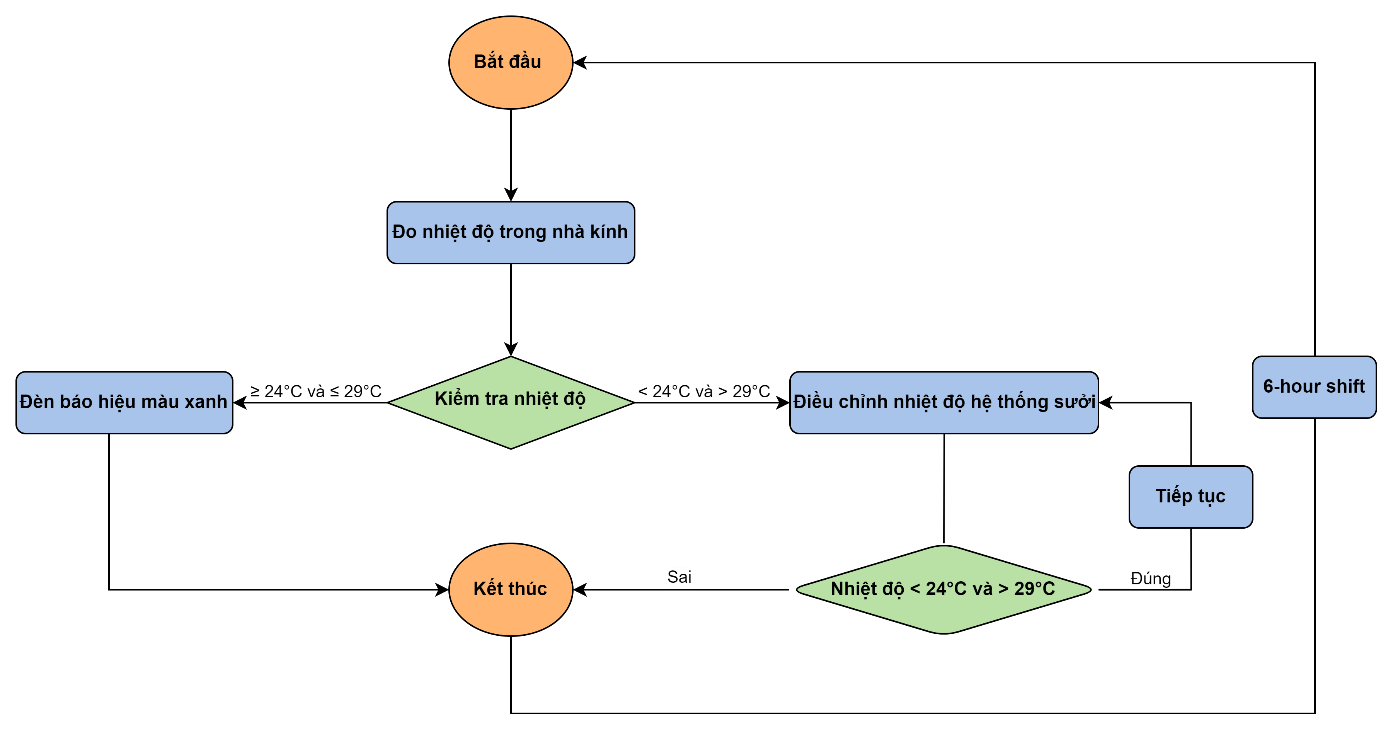 Bắt đầu
Đo nhiệt độ trong nhà kính
≥ 24°C và ≤ 29°C
Kiểm tra nhiệt độ
< 24°C và > 29°C
Đèn báo hiệu màu xanh
Điều chỉnh nhiệt độ hệ thống sưởi
6-hour shift
Tiếp tục
Kết thúc
Sai
Nhiệt độ < 24°C và > 29°C
Đúng